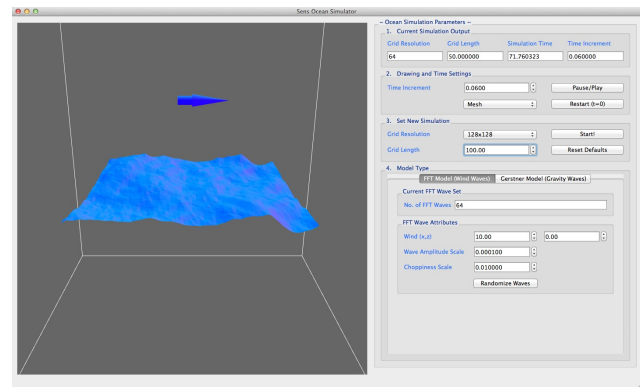 Sens Ocean Simulator
– Ocean Simulation Parameters –
1. Current Simulation Output
Grid Resolution Grid Length Simulation Time Time Increment
64 50.000000 71.760323 0.060000
2. Drawing and Time Settings
Time Increment 0.0600 Pause/Play
Mesh Restart (t=0)
3. Set New Simulation
Grid Resolution 128x128 Start!
Grid Length 100.00 Reset Defaults
4. Model Type
FFT Model (Wind Waves) Gerstner Model (Gravity Waves)
Current FFT Wave Set
No. of FFT Waves 64
FFT Wave Attributes
Wind (x,z) 10.00 0.00
Wave Amplitude Scale 0.000100
Choppiness Scale 0.010000
Randomize Waves